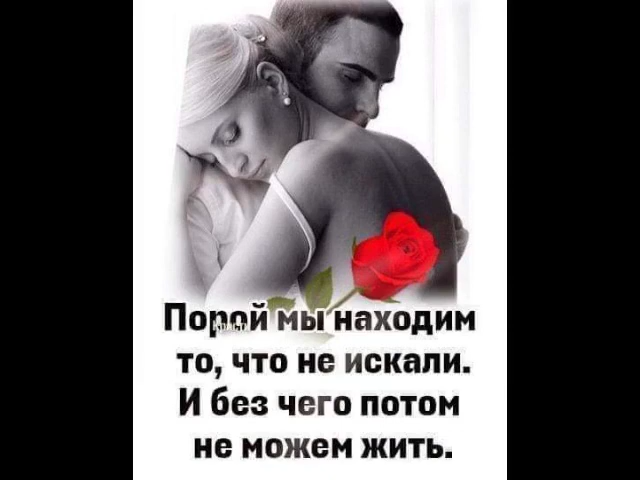 Порой мы находим
то, что не искали.
И без чего потом
не можем жить.